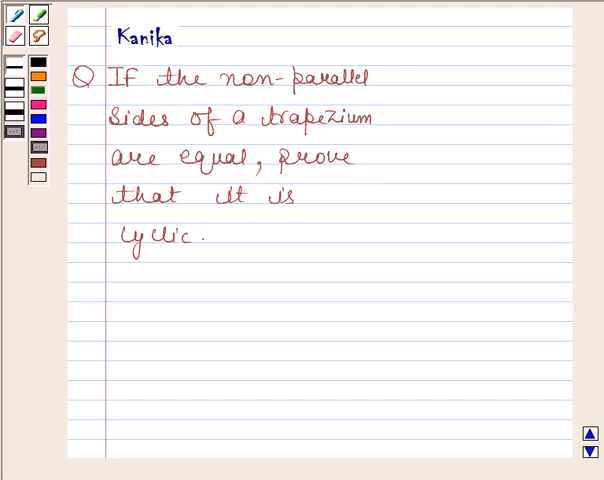 Kanika
Q If the non-parallel
sides of a trapezium
are equal, prove
that it is
cyclic.